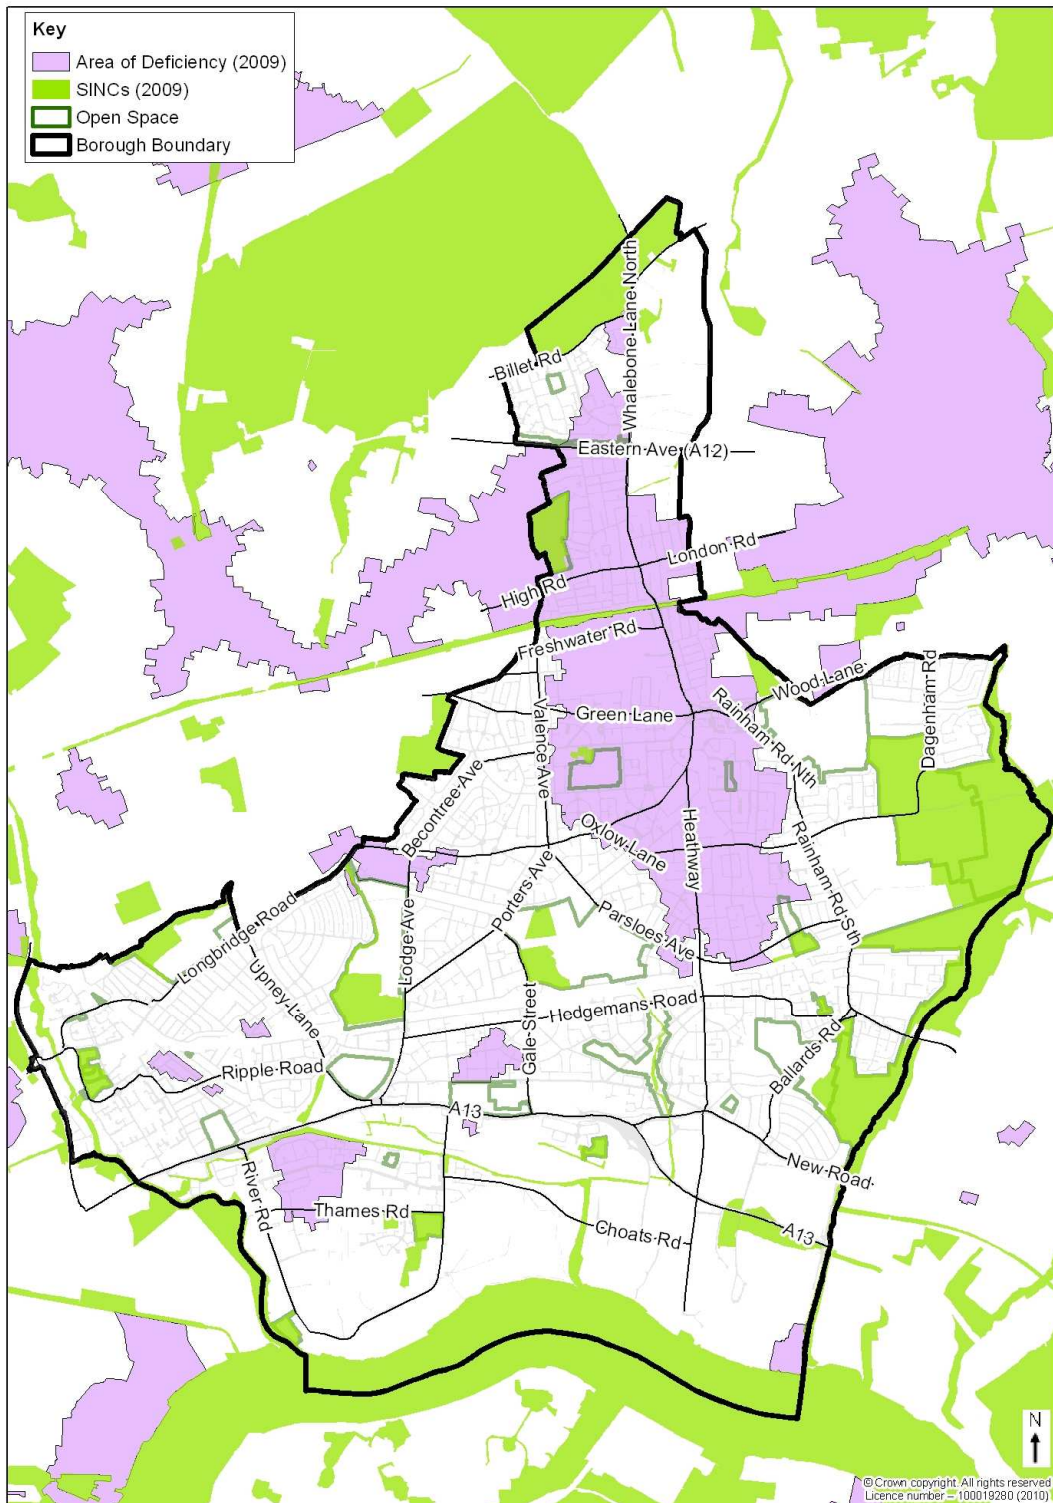 Key
Area of Deficiency (2009)
SINCs (2009)
Open Space
Borough Boundary
Whalebone Lane North
Billet Rd
Eastern Ave (A12)
London Rd
High Rd
Freshwater Rd
Wood Lane
Dagenham Rd
Rainham Rd Nth
Green Lane
Valence Ave
Becontree Ave
Oxlow Lane
Heathway
Rainham Rd Sth
Porters Ave
Parsloes Ave
Longbridge Road
Lodge Ave
Upney Lane
Gale Street
Hedgemans Road
Ballards Rd
Ripple Road
A13
New Road
River Rd
Thames Rd
Choats Rd
A13
N
© Crown copyright. All rights reserved
Licence number – 100019280 (2010)